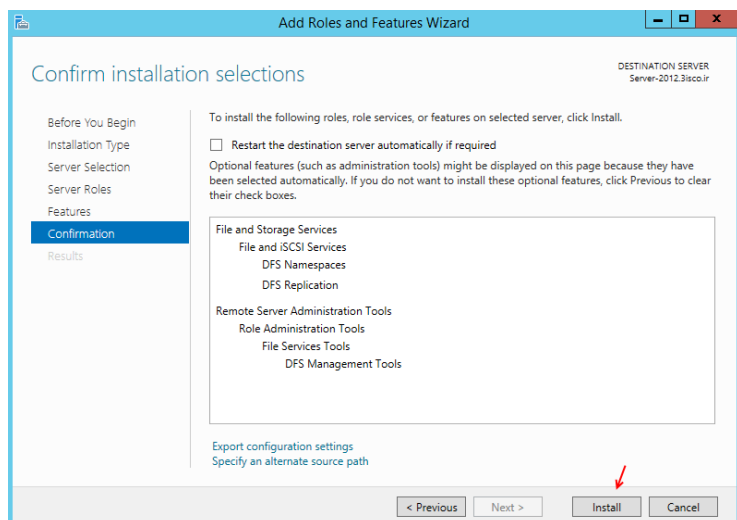 Add Roles and Features Wizard
Confirm installation selections
DESTINATION SERVER
Server-2012.3isco.ir
Before You Begin
Installation Type
Server Selection
Server Roles
Features
Confirmation
Results
To install the following roles, role services, or features on selected server, click Install.
Restart the destination server automatically if required
Optional features (such as administration tools) might be displayed on this page because they have
been selected automatically. If you do not want to install these optional features, click Previous to clear
their check boxes.
File and Storage Services
File and iSCSI Services
DFS Namespaces
DFS Replication
Remote Server Administration Tools
Role Administration Tools
File Services Tools
DFS Management Tools
Export configuration settings
Specify an alternate source path
< Previous
Next >
Install
Cancel